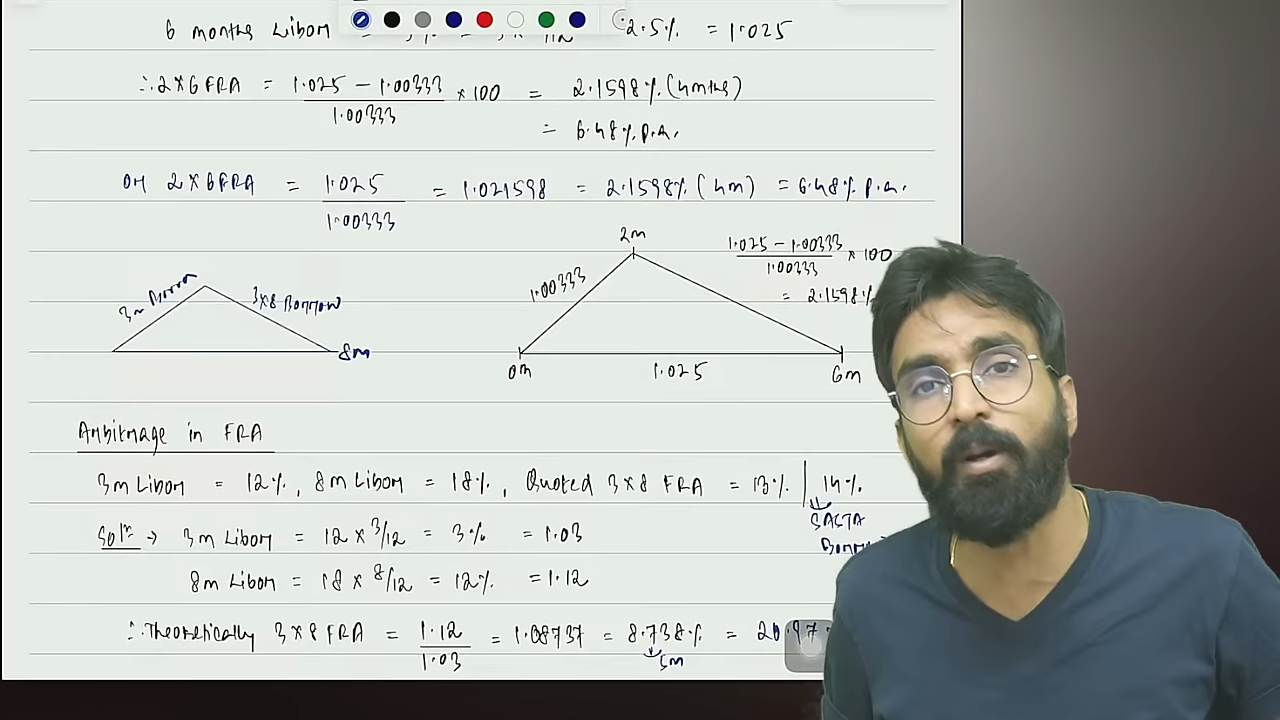 6 months Libor = 2.5% = 1.025
∴ 2×6 FRA = 1.025 - 1.00333 / 1.00333 × 100 = 2.1598% (4mths)
= 6.48% p.a.
or 2×6 FRA = 1.025 / 1.00333 = 1.021598 = 2.1598% (4m) = 6.48% p.a.
2m
1.025 - 1.00333 / 1.00333 × 100
= 2.1598%
1.00333
3m Borrow
3×8 Borrow
8m
0m
1.025
6m
Arbitrage in FRA
3m Libor = 12%, 8m Libor = 18%, Quoted 3×8 FRA = 13% | 14%
SASTA
Sol^n → 3m Libor = 12 × 3/12 = 3% = 1.03
8m Libor = 18 × 8/12 = 12% = 1.12
∴ Theoretically 3×8 FRA = 1.12 / 1.03 = 1.08737 = 8.738% = 20.97
5m